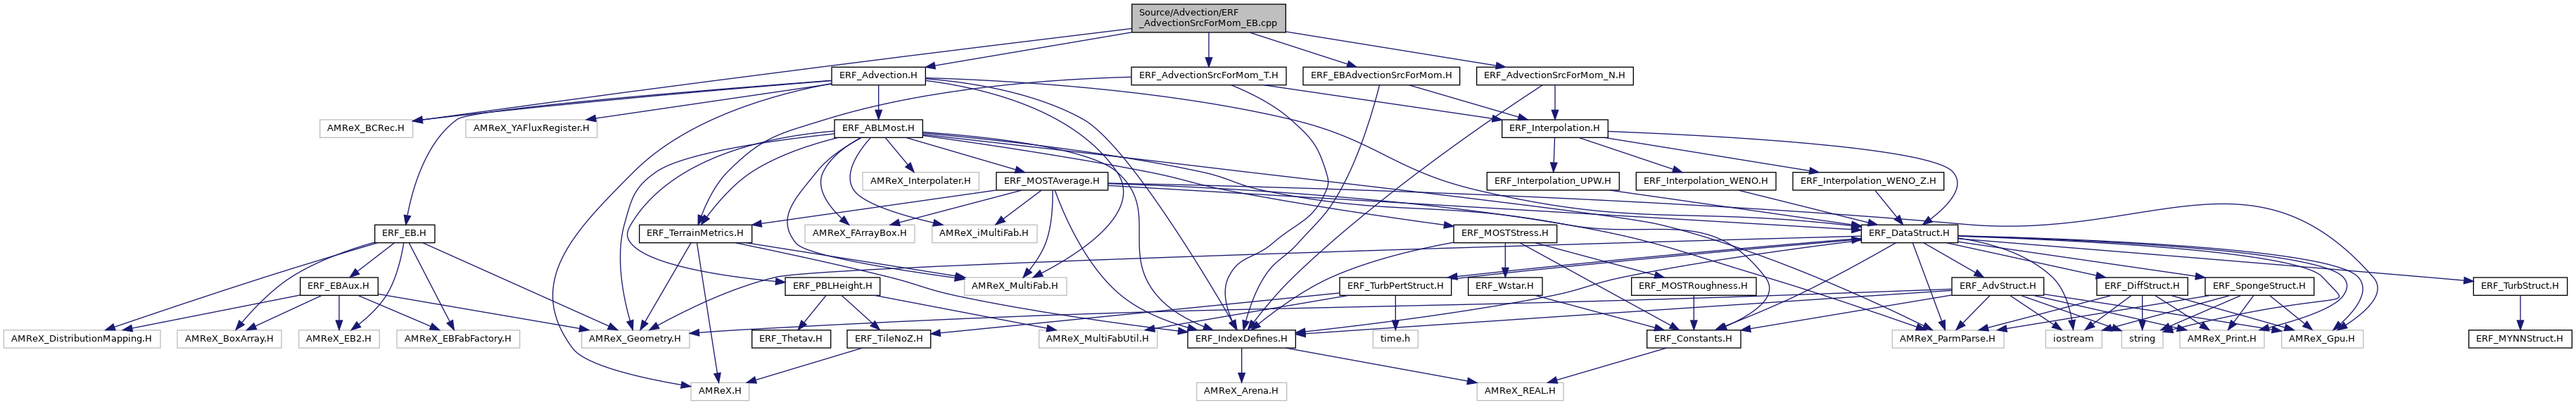 Source/Advection/ERF
_AdvectionSrcForMom_EB.cpp
ERF_Advection.H
ERF_AdvectionSrcForMom_T.H
ERF_EBAdvectionSrcForMom.H
ERF_AdvectionSrcForMom_N.H
AMReX_BCRec.H
AMReX_YAFluxRegister.H
ERF_ABLMost.H
ERF_Interpolation.H
AMReX_Interpolater.H
ERF_MOSTAverage.H
ERF_Interpolation_UPW.H
ERF_Interpolation_WENO.H
ERF_Interpolation_WENO_Z.H
ERF_EB.H
ERF_TerrainMetrics.H
AMReX_FArrayBox.H
AMReX_iMultiFab.H
ERF_MOSTStress.H
ERF_DataStruct.H
ERF_EBAux.H
ERF_PBLHeight.H
AMReX_MultiFab.H
ERF_TurbPertStruct.H
ERF_Wstar.H
ERF_MOSTRoughness.H
ERF_AdvStruct.H
ERF_DiffStruct.H
ERF_SpongeStruct.H
ERF_TurbStruct.H
AMReX_DistributionMapping.H
AMReX_BoxArray.H
AMReX_EB2.H
AMReX_EBFabFactory.H
AMReX_Geometry.H
ERF_Thetav.H
ERF_TileNoZ.H
AMReX_MultiFabUtil.H
ERF_IndexDefines.H
time.h
ERF_Constants.H
AMReX_ParmParse.H
iostream
string
AMReX_Print.H
AMReX_Gpu.H
ERF_MYNNStruct.H
AMReX.H
AMReX_Arena.H
AMReX_REAL.H